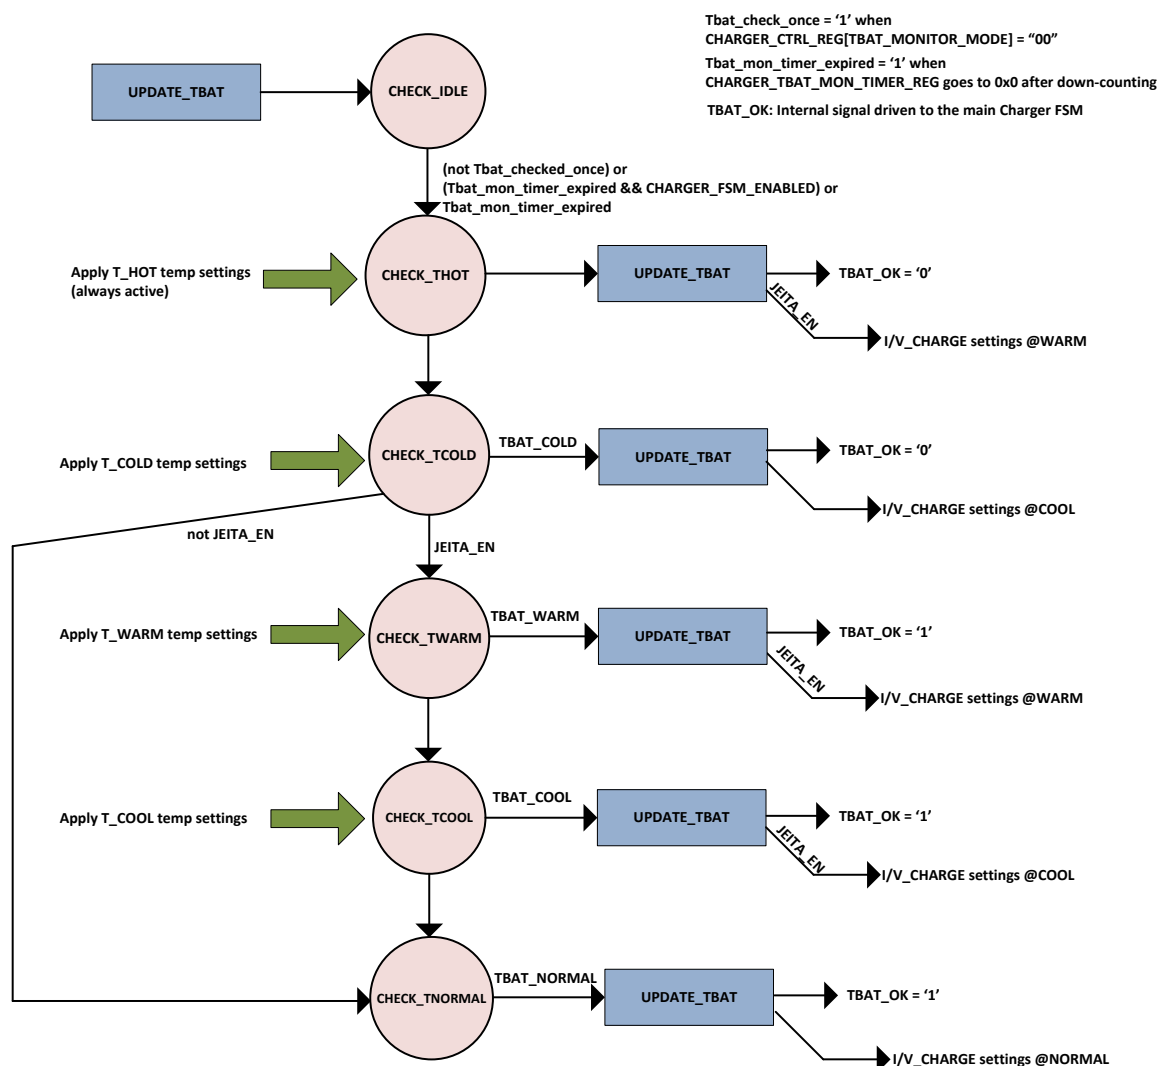 Tbat_check_once = ‘1’ when
CHARGER_CTRL_REG[TBAT_MONITOR_MODE] = “00”
Tbat_mon_timer_expired = ‘1’ when
CHARGER_TBAT_MON_TIMER_REG goes to 0x0 after down-counting
TBAT_OK: Internal signal driven to the main Charger FSM
UPDATE_TBAT
CHECK_IDLE
(not Tbat_checked_once) or
(Tbat_mon_timer_expired && CHARGER_FSM_ENABLED) or
Tbat_mon_timer_expired
Apply T_HOT temp settings
(always active)
CHECK_THOT
UPDATE_TBAT
TBAT_OK = ‘0’
JEITA_EN
I/V_CHARGE settings @WARM
Apply T_COLD temp settings
CHECK_TCOLD
TBAT_COLD
UPDATE_TBAT
TBAT_OK = ‘0’
I/V_CHARGE settings @COOL
not JEITA_EN
JEITA_EN
Apply T_WARM temp settings
CHECK_TWARM
TBAT_WARM
UPDATE_TBAT
TBAT_OK = ‘1’
JEITA_EN
I/V_CHARGE settings @WARM
Apply T_COOL temp settings
CHECK_TCOOL
TBAT_COOL
UPDATE_TBAT
TBAT_OK = ‘1’
JEITA_EN
I/V_CHARGE settings @COOL
CHECK_TNORMAL
TBAT_NORMAL
UPDATE_TBAT
TBAT_OK = ‘1’
I/V_CHARGE settings @NORMAL